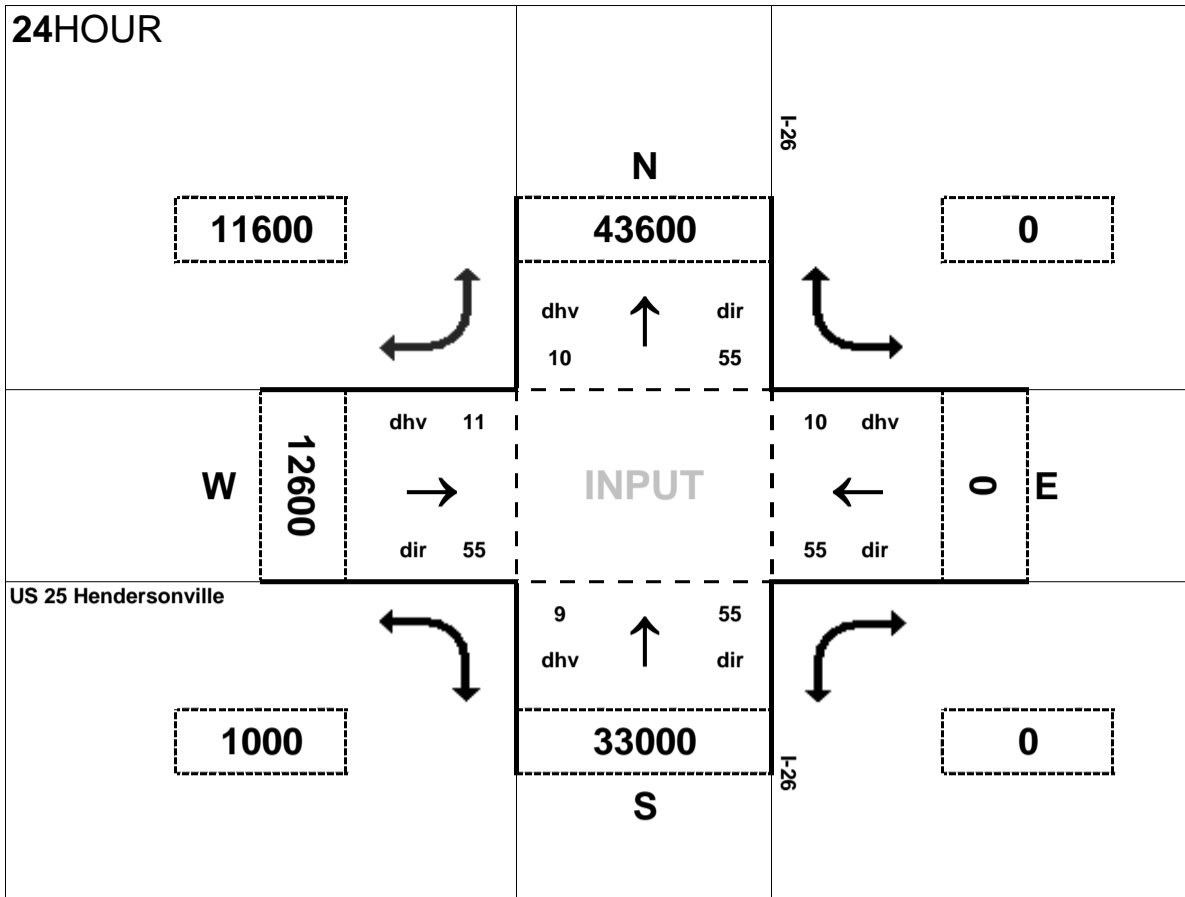 24HOUR
I-26
N
11600
43600
0
dhv dir
10 55
dhv 11
10 dhv
W
12600
INPUT
0
E
dir 55
55 dir
US 25 Hendersonville
9 55
dhv dir
1000
33000
0
I-26
S